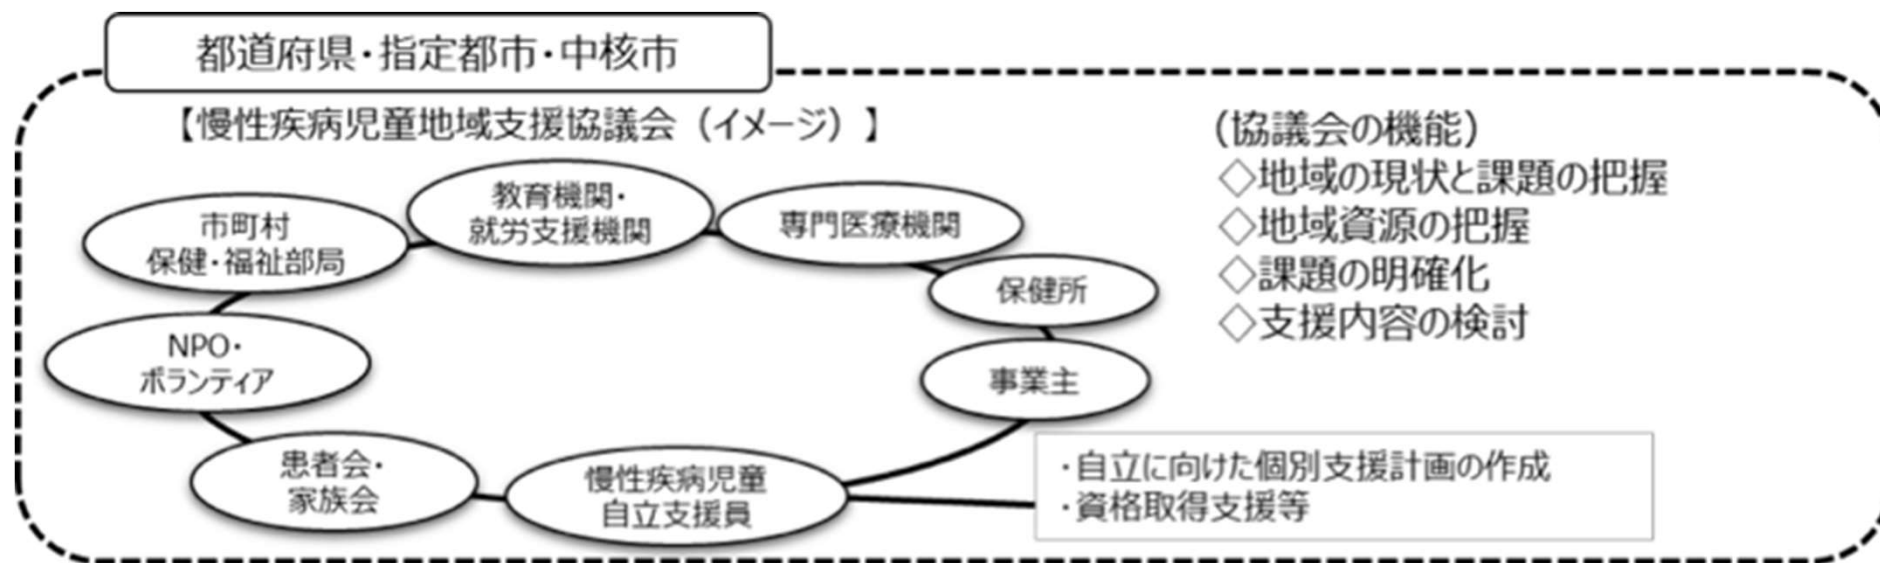 都道府県・指定都市・中核市
【慢性疾病児童地域支援協議会（イメージ）】
市町村
保健・福祉部局
教育機関・
就労支援機関
専門医療機関
保健所
事業主
NPO・
ボランティア
患者会・
家族会
慢性疾病児童
自立支援員
・自立に向けた個別支援計画の作成
・資格取得支援等
（協議会の機能）
◇地域の現状と課題の把握
◇地域資源の把握
◇課題の明確化
◇支援内容の検討